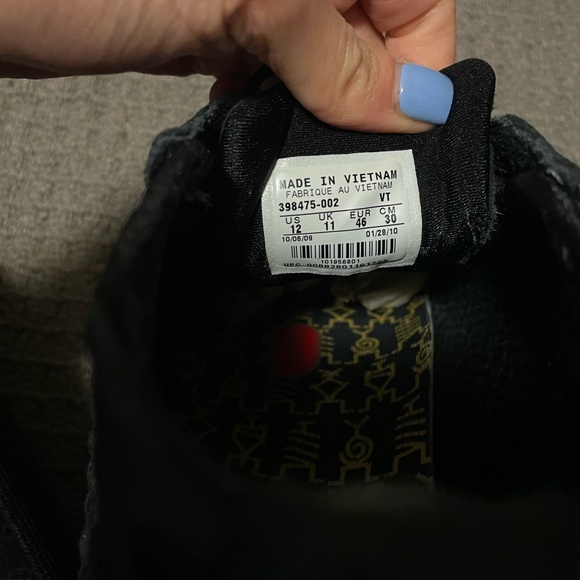 MADE IN VIETNAM
FABRIQUE AU VIETNAM
398475-002 VT
US UK EUR CM
12 11 46 30
10/06/09 01/28/10
101956801